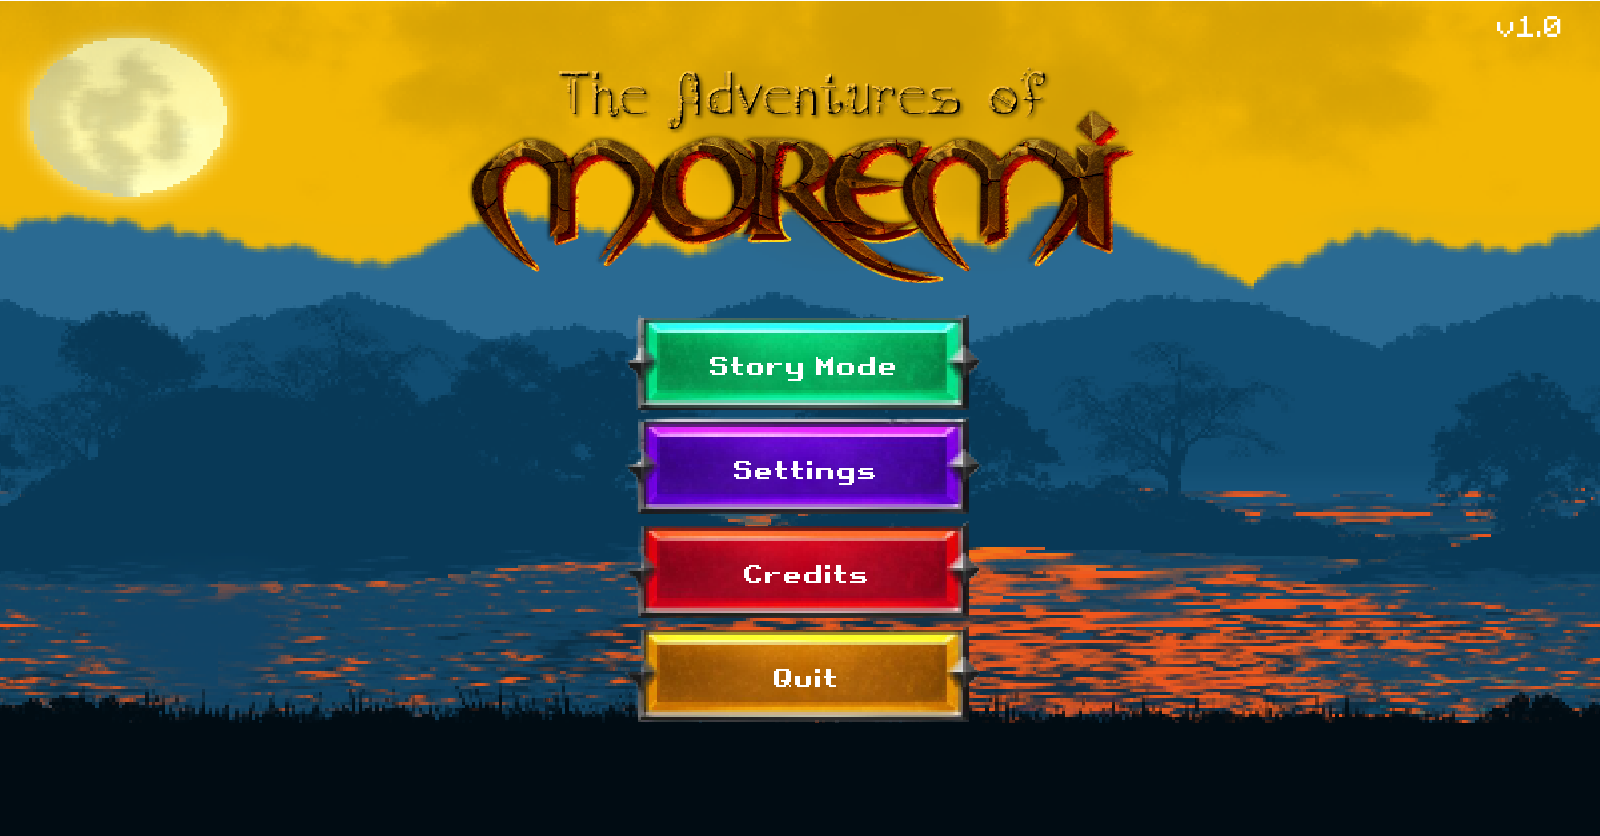 v1.0
The Adventures of
MOREMi
Story Mode
Settings
Credits
Quit